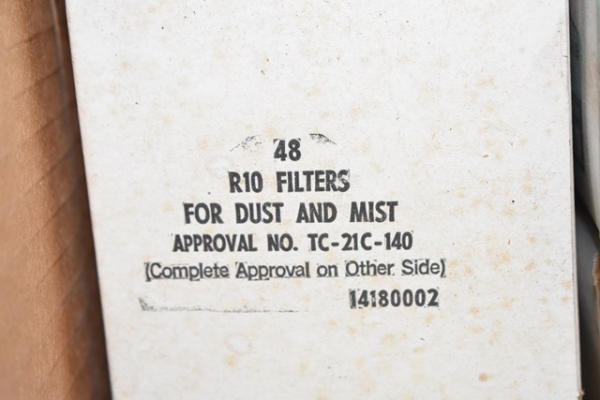 48
R10 FILTERS
FOR DUST AND MIST
APPROVAL NO. TC-21C-140
[Complete Approval on Other Side]
14180002